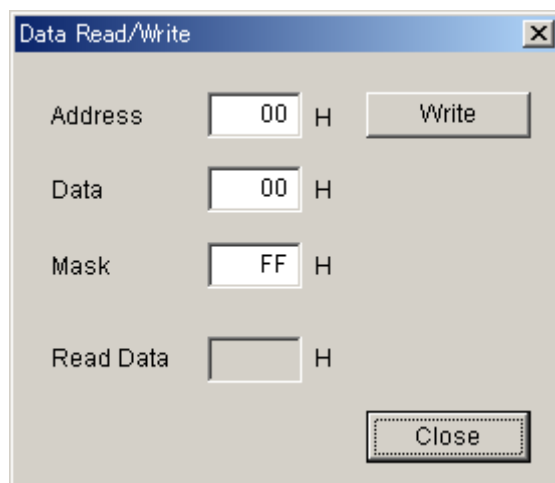 Data Read/Write
Address 00 H Write
Data 00 H
Mask FF H
Read Data H
Close